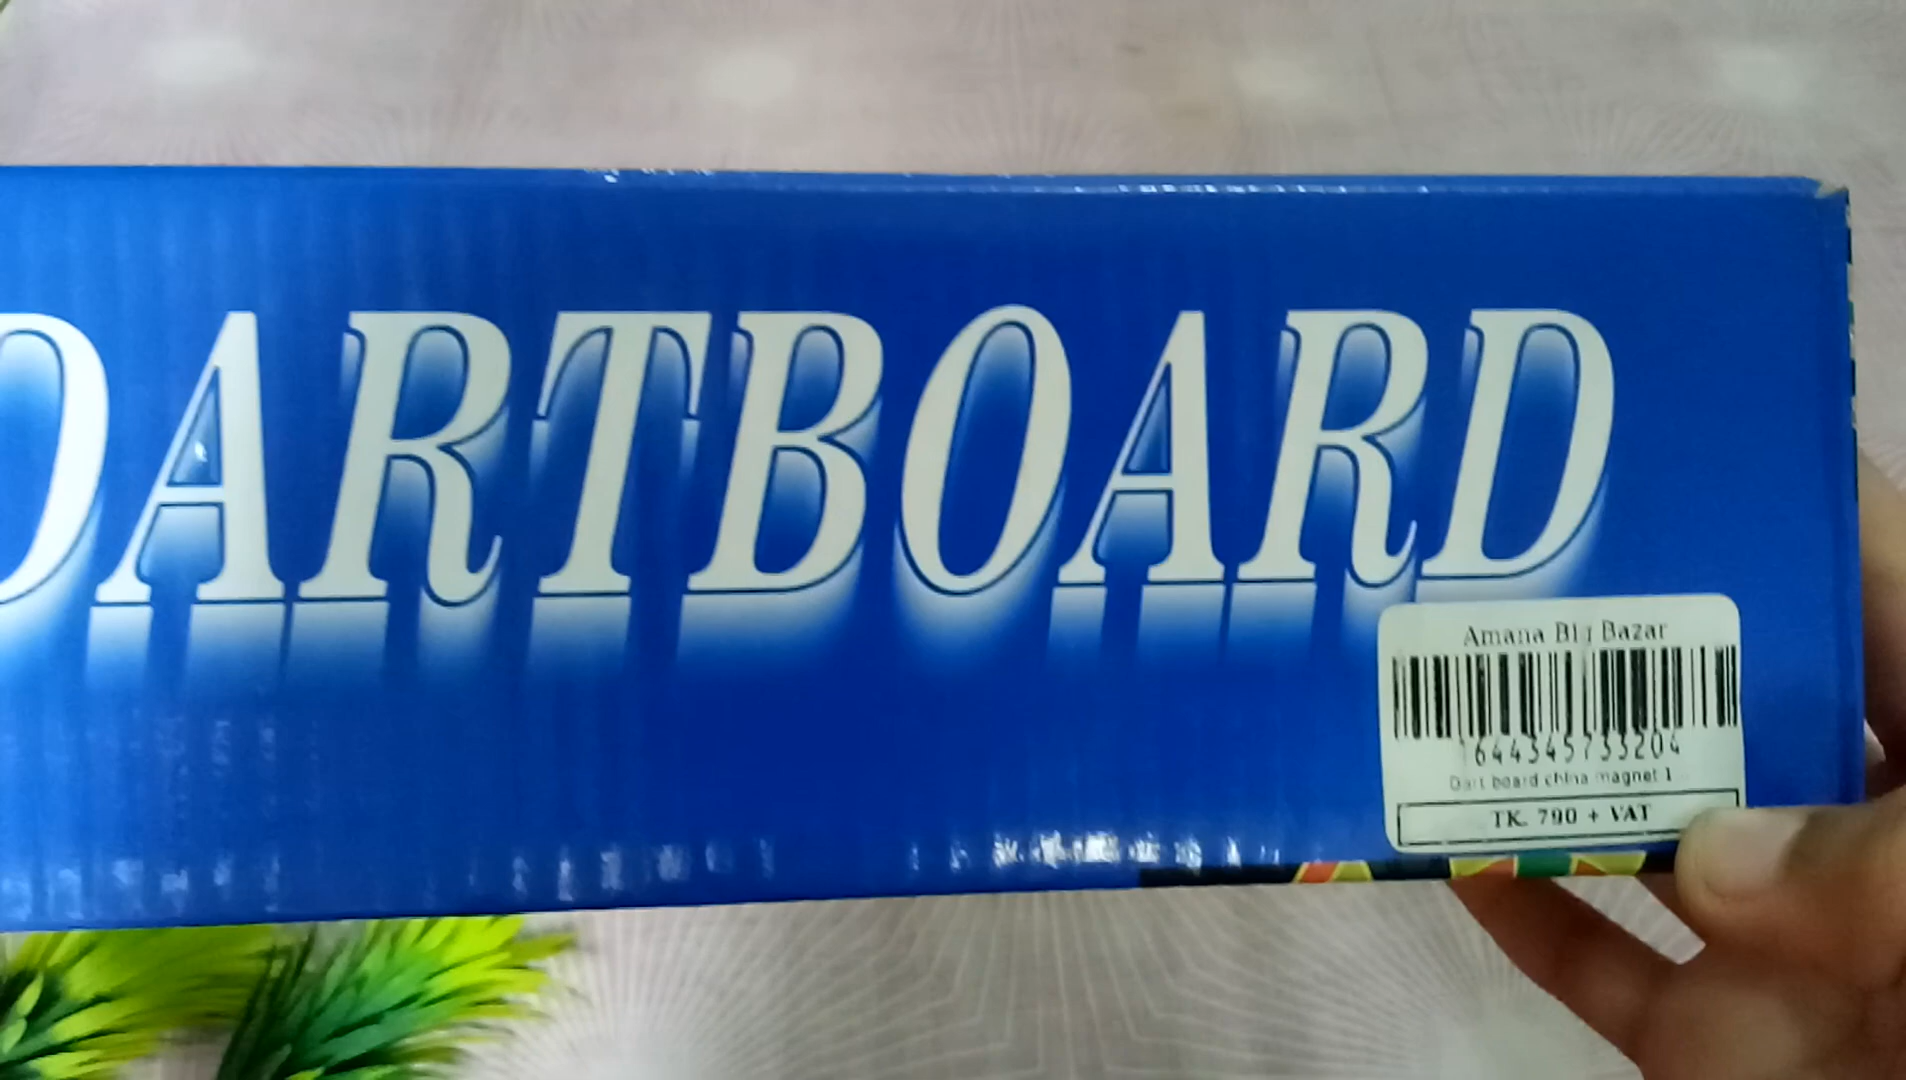 DARTBOARD
Amana Big Bazar
1644345733204
Dart board china magnet 1
TK. 790 + VAT